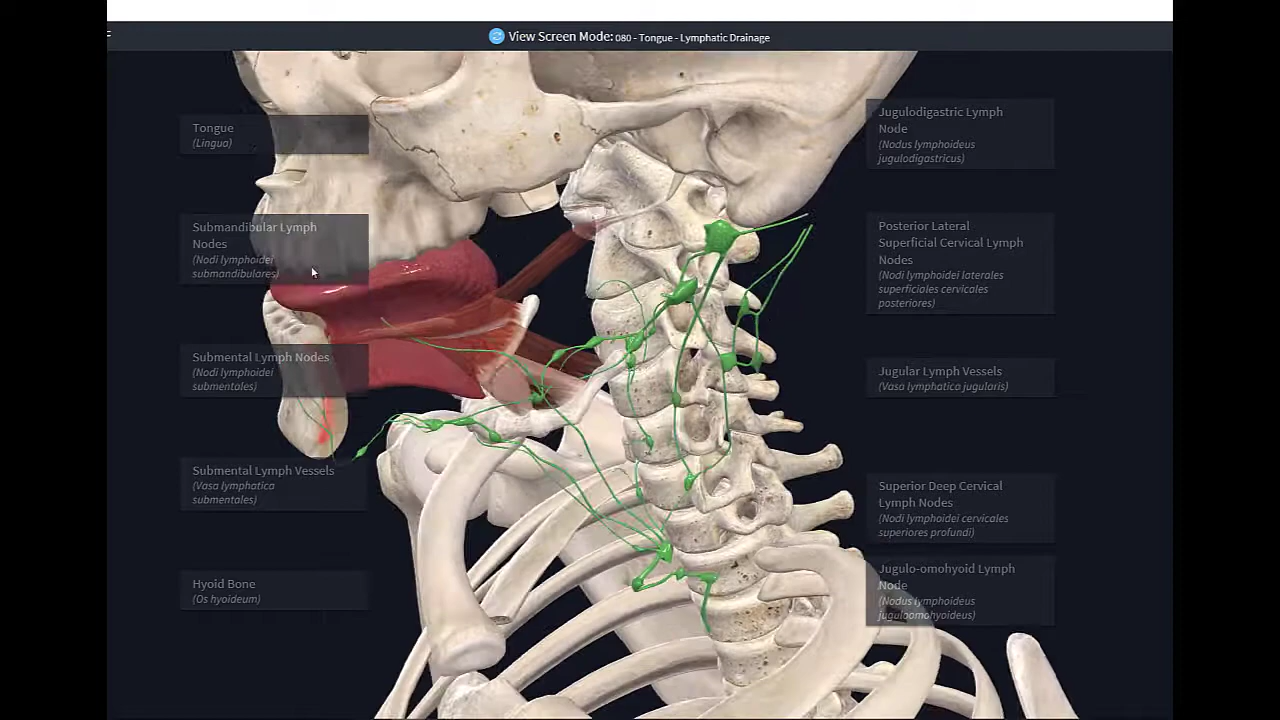 View Screen Mode: 080 - Tongue - Lymphatic Drainage
Tongue
(Lingua)
Submandibular Lymph
Nodes
(Nodi lymphoidei
submandibulares)
Submental Lymph Nodes
(Nodi lymphoidei
submentales)
Submental Lymph Vessels
(Vasa lymphatica
submentales)
Hyoid Bone
(Os hyoideum)
Jugulodigastric Lymph
Node
(Nodus lymphoideus
jugulodigastricus)
Posterior Lateral
Superficial Cervical Lymph
Nodes
(Nodi lymphoidei laterales
superficiales cervicales
posteriores)
Jugular Lymph Vessels
(Vasa lymphatica jugularis)
Superior Deep Cervical
Lymph Nodes
(Nodi lymphoidei cervicales
superiores profundi)
Jugulo-omohyoid Lymph
Node
(Nodus lymphoideus
juguloomohyoideus)